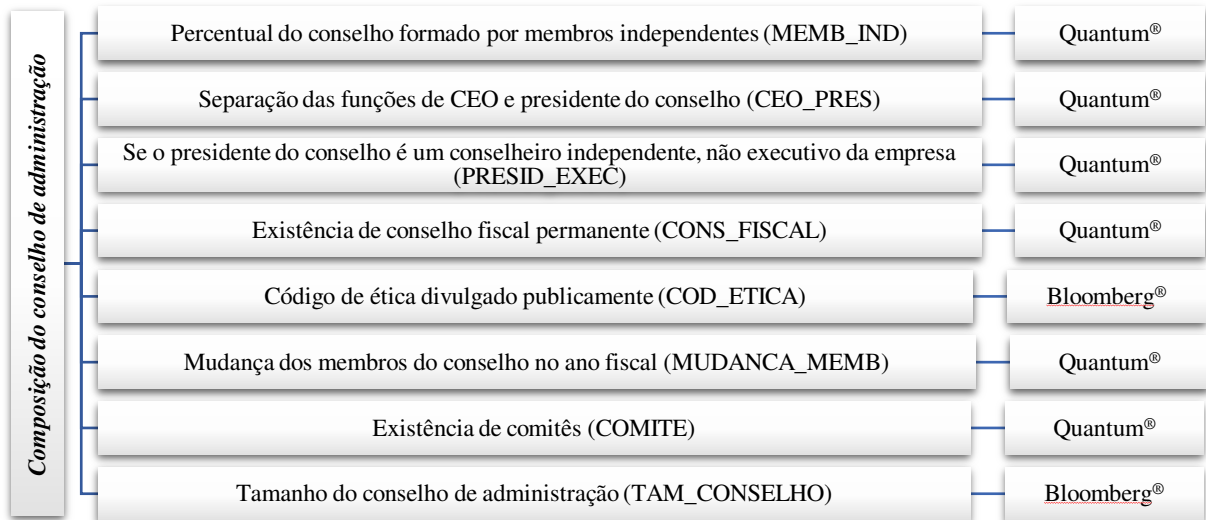 Composição do conselho de administração
Percentual do conselho formado por membros independentes (MEMB_IND)
Quantum®
Separação das funções de CEO e presidente do conselho (CEO_PRES)
Quantum®
Se o presidente do conselho é um conselheiro independente, não executivo da empresa
(PRESID_EXEC)
Quantum®
Existência de conselho fiscal permanente (CONS_FISCAL)
Quantum®
Código de ética divulgado publicamente (COD_ETICA)
Bloomberg®
Mudança dos membros do conselho no ano fiscal (MUDANCA_MEMB)
Quantum®
Existência de comitês (COMITE)
Quantum®
Tamanho do conselho de administração (TAM_CONSELHO)
Bloomberg®